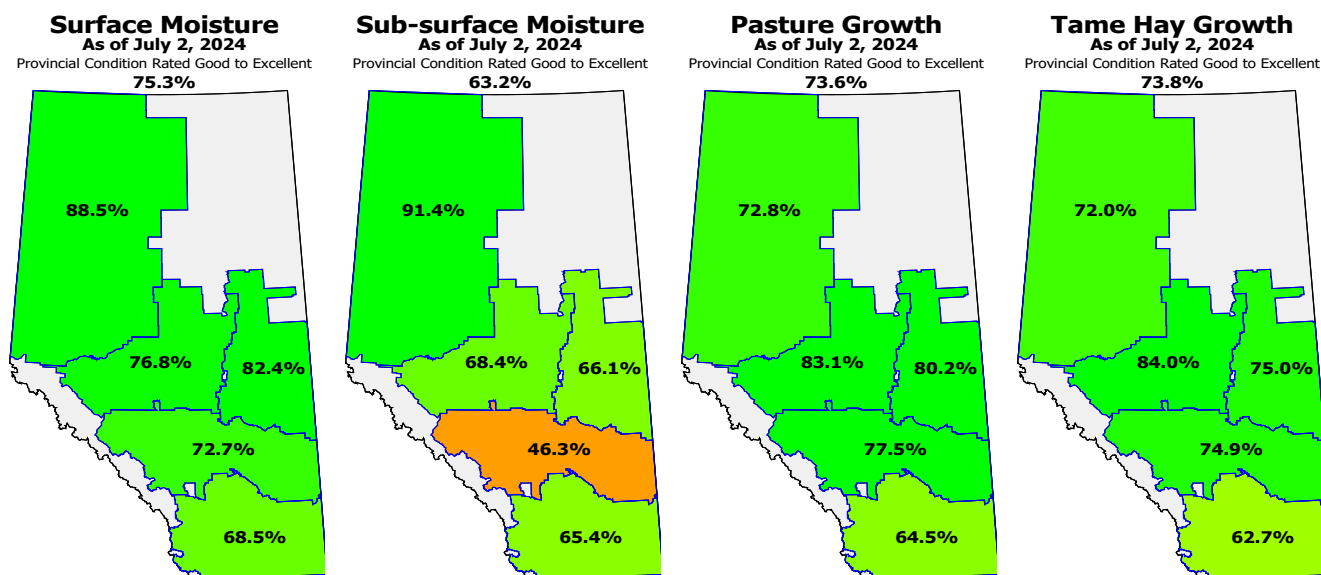 Surface Moisture
As of July 2, 2024
Provincial Condition Rated Good to Excellent
75.3%
88.5%
76.8%
82.4%
72.7%
68.5%
Sub-surface Moisture
As of July 2, 2024
Provincial Condition Rated Good to Excellent
63.2%
91.4%
68.4%
66.1%
46.3%
65.4%
Pasture Growth
As of July 2, 2024
Provincial Condition Rated Good to Excellent
73.6%
72.8%
83.1%
80.2%
77.5%
64.5%
Tame Hay Growth
As of July 2, 2024
Provincial Condition Rated Good to Excellent
73.8%
72.0%
84.0%
75.0%
74.9%
62.7%